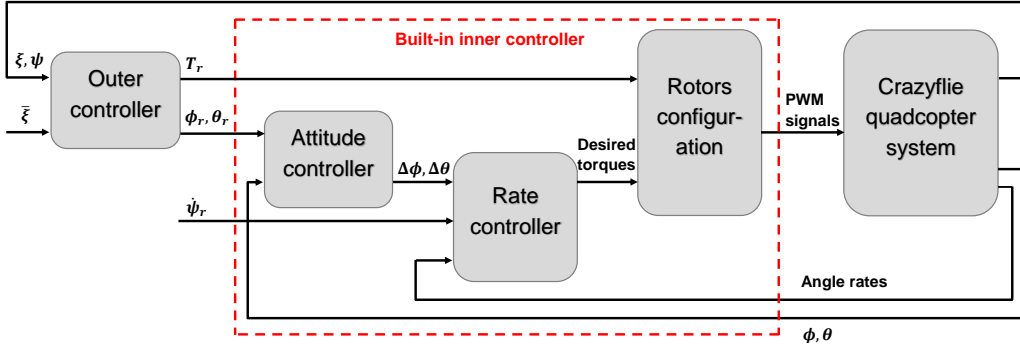 Built-in inner controller
ξ, ψ
Outer
controller
ξ̄
T_r
ϕ_r, θ_r
Attitude
controller
Δϕ, Δθ
ψ̇_r
Rate
controller
Desired
torques
Rotors
configur-
ation
PWM
signals
Crazyflie
quadcopter
system
Angle rates
ϕ, θ